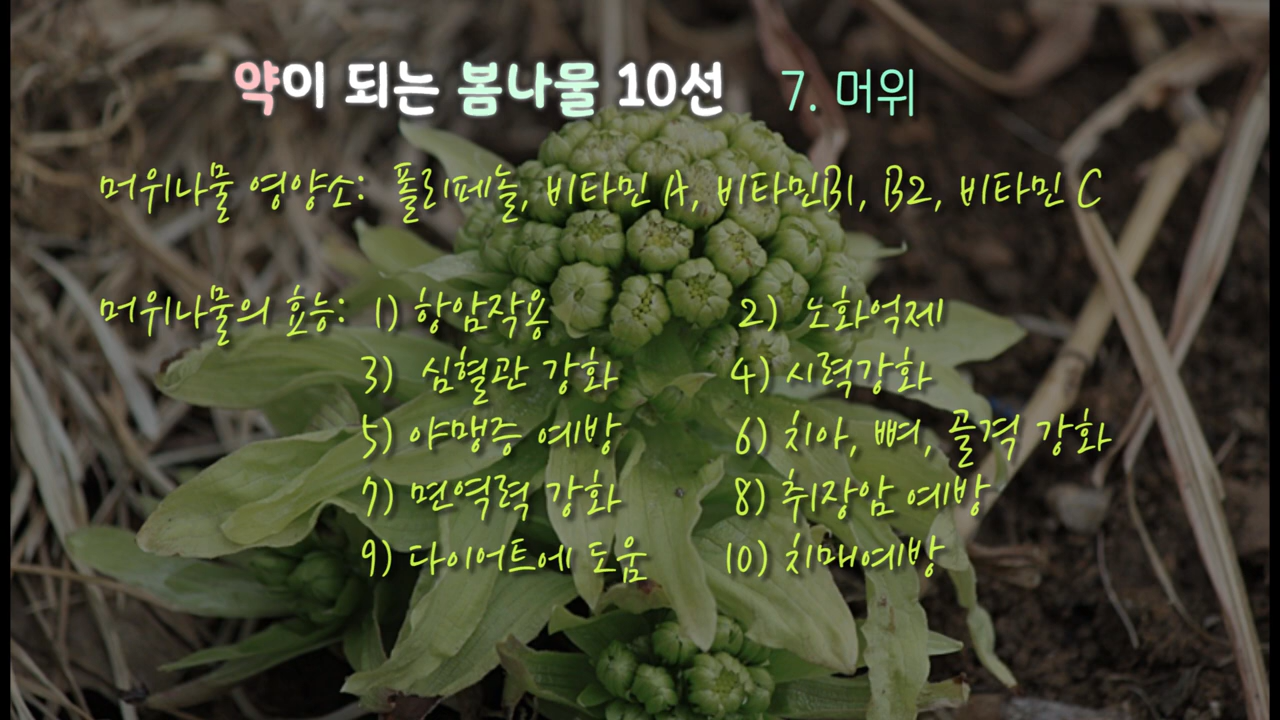 약이 되는 봄나물 10선 7. 머위
머위나물 영양소: 폴리페놀, 비타민 A, 비타민B1, B2, 비타민 C
머위나물의 효능: 1) 항암작용 2) 노화억제
3) 심혈관 강화 4) 시력강화
5) 야맹증 예방 6) 치아, 뼈, 골격 강화
7) 면역력 강화 8) 췌장암 예방
9) 다이어트에 도움 10) 치매예방